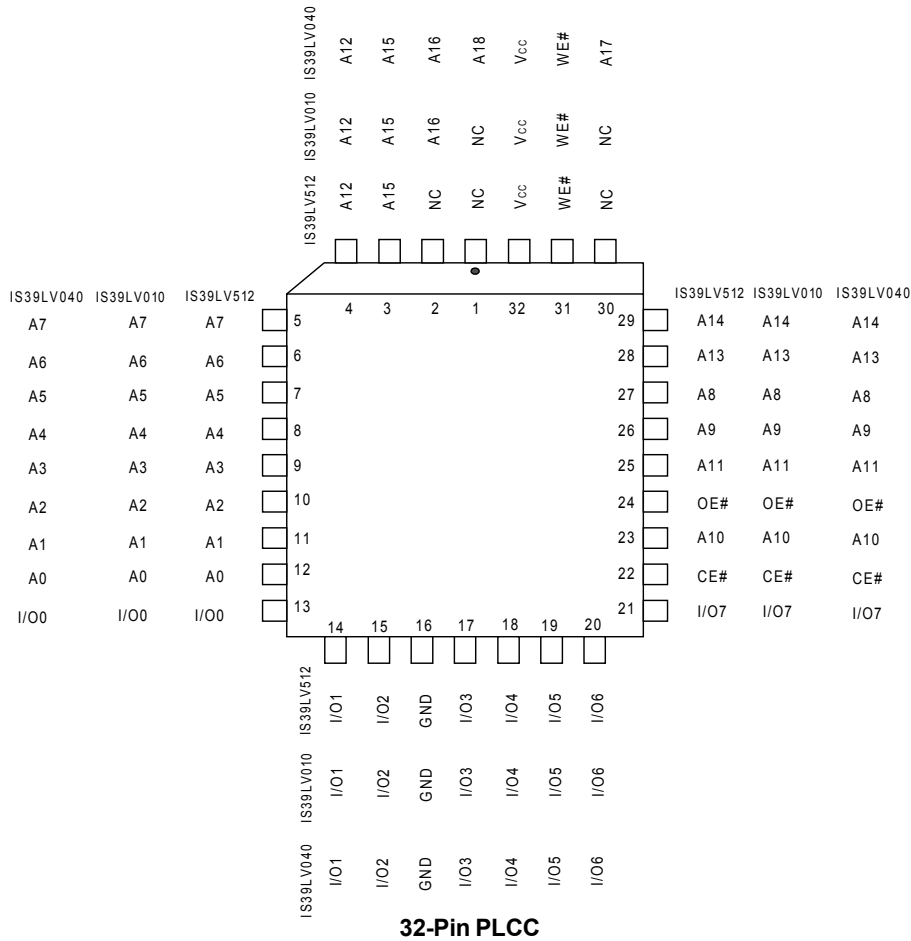 IS39LV040 A12 A15 A16 A18 Vcc WE# A17
IS39LV010 A12 A15 A16 NC Vcc WE# NC
IS39LV512 A12 A15 NC NC Vcc WE# NC
IS39LV040 IS39LV010 IS39LV512 IS39LV512 IS39LV010 IS39LV040
4 3 2 1 32 31 30
A7 A7 A7 5 29 A14 A14 A14
A6 A6 A6 6 28 A13 A13 A13
A5 A5 A5 7 27 A8 A8 A8
A4 A4 A4 8 26 A9 A9 A9
A3 A3 A3 9 25 A11 A11 A11
A2 A2 A2 10 24 OE# OE# OE#
A1 A1 A1 11 23 A10 A10 A10
A0 A0 A0 12 22 CE# CE# CE#
I/O0 I/O0 I/O0 13 21 I/O7 I/O7 I/O7
14 15 16 17 18 19 20
IS39LV512 I/O1 I/O2 GND I/O3 I/O4 I/O5 I/O6
IS39LV010 I/O1 I/O2 GND I/O3 I/O4 I/O5 I/O6
IS39LV040 I/O1 I/O2 GND I/O3 I/O4 I/O5 I/O6
32-Pin PLCC